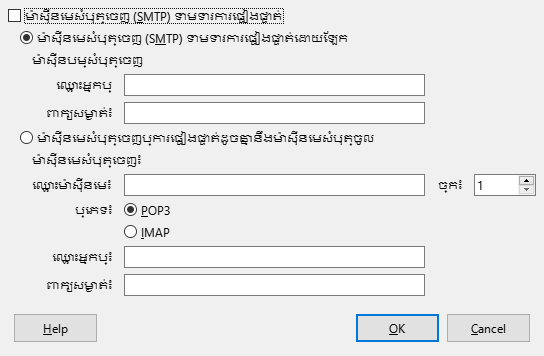 ម៉ាស៊ីនមេសំបុត្រចេញ (SMTP) ទាមទារការផ្ទៀងផ្ទាត់
ម៉ាស៊ីនមេសំបុត្រចេញ (SMTP) ទាមទារការផ្ទៀងផ្ទាត់ដោយឡែក
ម៉ាស៊ីនបម្រើសំបុត្រចេញ
ឈ្មោះអ្នកប្រើ
ពាក្យសម្ងាត់៖
ម៉ាស៊ីនមេសំបុត្រចេញប្រើការផ្ទៀងផ្ទាត់ដូចគ្នានឹងម៉ាស៊ីនមេសំបុត្រចូល
ម៉ាស៊ីនមេសំបុត្រចេញ៖
ឈ្មោះម៉ាស៊ីនមេ៖ ច្រក៖ 1
ប្រភេទ៖ POP3
IMAP
ឈ្មោះអ្នកប្រើ៖
ពាក្យសម្ងាត់៖
Help OK Cancel